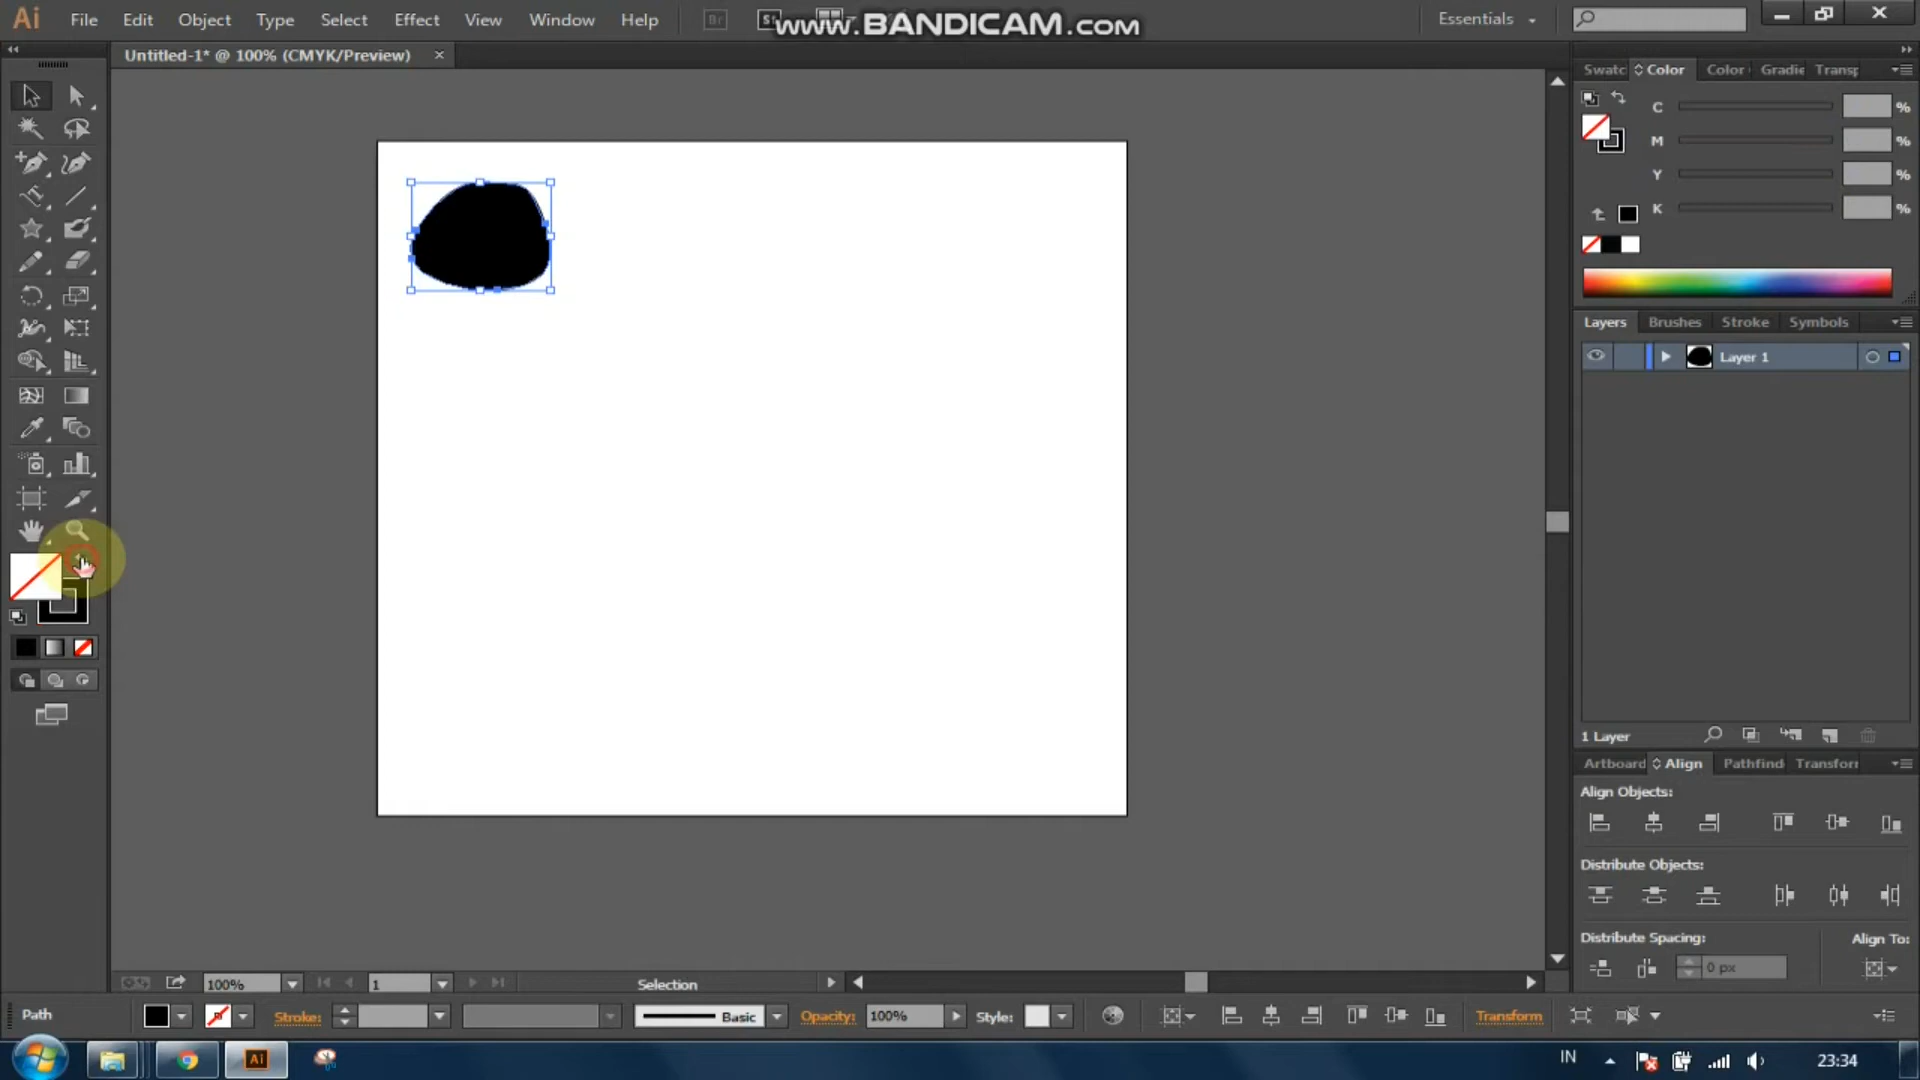 Ai File Edit Object Type Select Effect View Window Help Br St www.BANDICAM.com Essentials
Untitled-1* @ 100% (CMYK/Preview) ×
Swatc Color Color Gradie Transp
C %
M %
Y %
K %
Layers Brushes Stroke Symbols
Layer 1
1 Layer
Artboard Align Pathfind Transforr
Align Objects:
Distribute Objects:
Distribute Spacing: Align To:
0 px
100% 1 Selection
Path Stroke: Basic Opacity: 100% Style: Transform
Ai IN 23:34